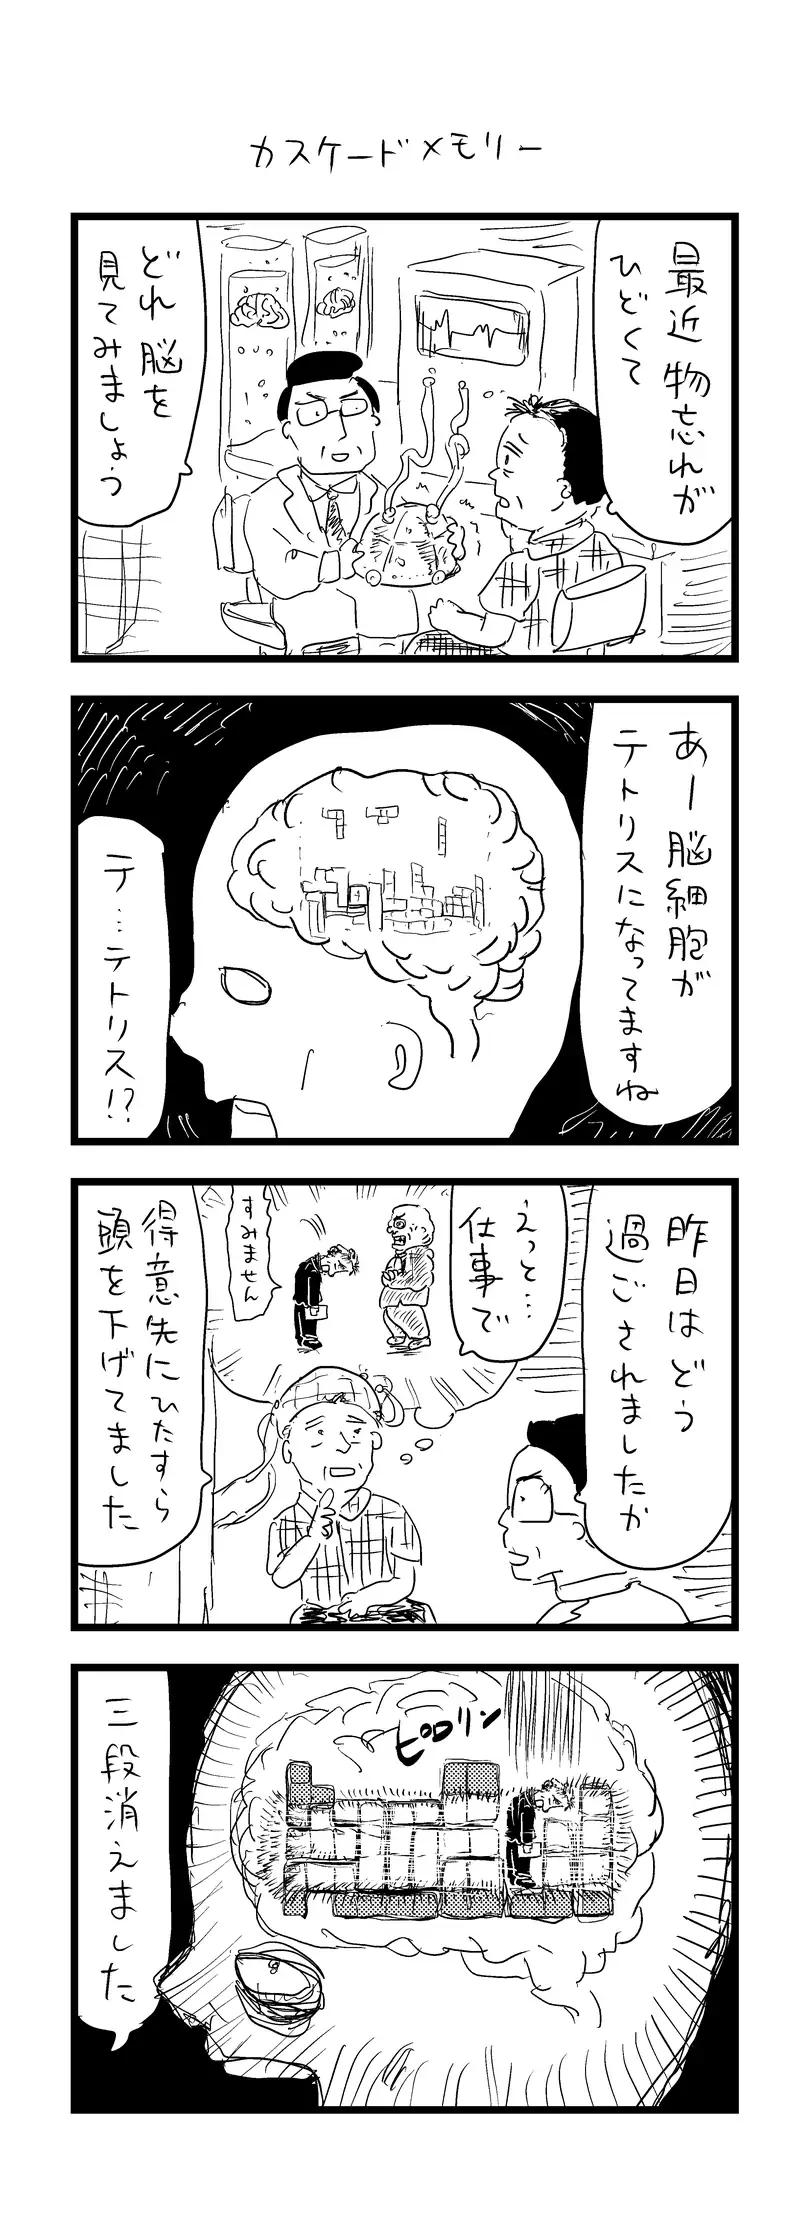 カスケードメモリー
最近 物忘れが
ひどくて
どれ 脳を
見てみましょう
あー 脳細胞が
テトリスになってますね
テ…テトリス!?
昨日はどう
過ごされましたか
えっと…
仕事で
すみません
得意先にひたすら
頭を下げてました
ピロリン
三段消えました